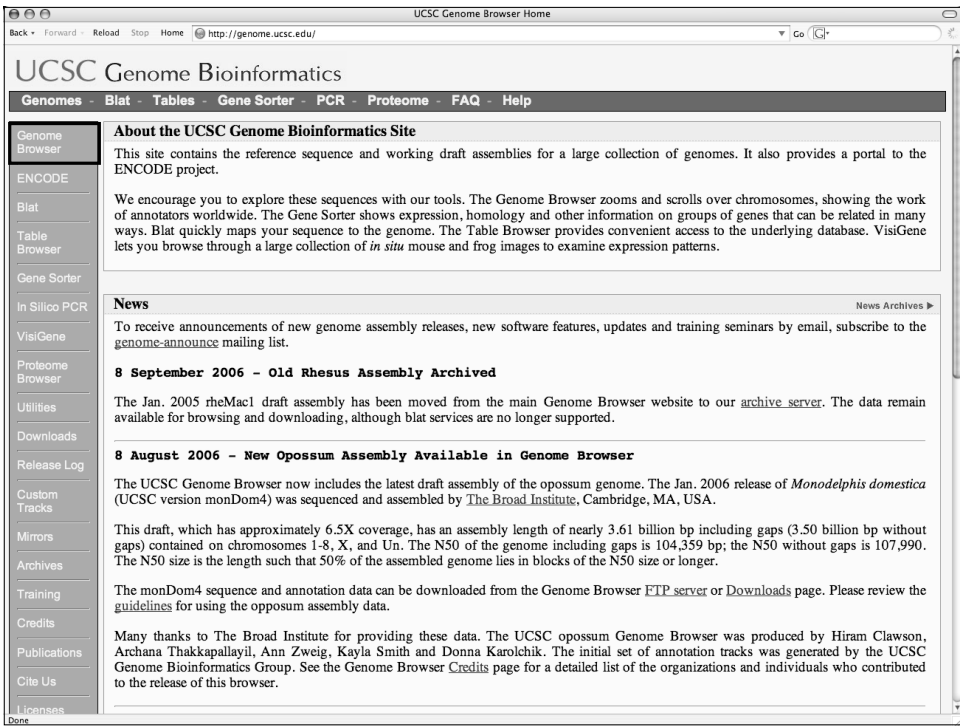 UCSC Genome Browser Home
Back Forward Reload Stop Home http://genome.ucsc.edu/ Go G
UCSC Genome Bioinformatics
Genomes - Blat - Tables - Gene Sorter - PCR - Proteome - FAQ - Help
Genome
Browser
ENCODE
Blat
Table
Browser
Gene Sorter
In Silico PCR
VisiGene
Proteome
Browser
Utilities
Downloads
Release Log
Custom
Tracks
Mirrors
Archives
Training
Credits
Publications
Cite Us
Licenses
About the UCSC Genome Bioinformatics Site
This site contains the reference sequence and working draft assemblies for a large collection of genomes. It also provides a portal to the
ENCODE project.
We encourage you to explore these sequences with our tools. The Genome Browser zooms and scrolls over chromosomes, showing the work
of annotators worldwide. The Gene Sorter shows expression, homology and other information on groups of genes that can be related in many
ways. Blat quickly maps your sequence to the genome. The Table Browser provides convenient access to the underlying database. VisiGene
lets you browse through a large collection of in situ mouse and frog images to examine expression patterns.
News
News Archives ▶
To receive announcements of new genome assembly releases, new software features, updates and training seminars by email, subscribe to the
genome-announce mailing list.
8 September 2006 - Old Rhesus Assembly Archived
The Jan. 2005 rheMac1 draft assembly has been moved from the main Genome Browser website to our archive server. The data remain
available for browsing and downloading, although blat services are no longer supported.
8 August 2006 - New Opossum Assembly Available in Genome Browser
The UCSC Genome Browser now includes the latest draft assembly of the opossum genome. The Jan. 2006 release of Monodelphis domestica
(UCSC version monDom4) was sequenced and assembled by The Broad Institute, Cambridge, MA, USA.
This draft, which has approximately 6.5X coverage, has an assembly length of nearly 3.61 billion bp including gaps (3.50 billion bp without
gaps) contained on chromosomes 1-8, X, and Un. The N50 of the genome including gaps is 104,359 bp; the N50 without gaps is 107,990.
The N50 size is the length such that 50% of the assembled genome lies in blocks of the N50 size or longer.
The monDom4 sequence and annotation data can be downloaded from the Genome Browser FTP server or Downloads page. Please review the
guidelines for using the opposum assembly data.
Many thanks to The Broad Institute for providing these data. The UCSC opossum Genome Browser was produced by Hiram Clawson,
Archana Thakkapallayil, Ann Zweig, Kayla Smith and Donna Karolchik. The initial set of annotation tracks was generated by the UCSC
Genome Bioinformatics Group. See the Genome Browser Credits page for a detailed list of the organizations and individuals who contributed
to the release of this browser.
Done